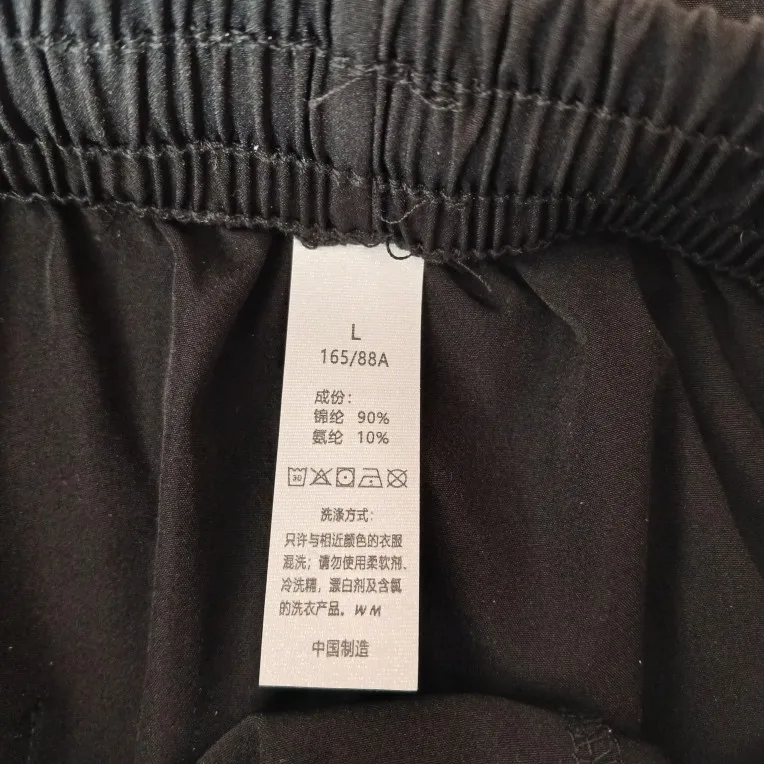 L
165/88A
成份：
锦纶 90%
氨纶 10%
30
洗涤方式：
只许与相近颜色的衣服
混洗；请勿使用柔软剂、
冷洗精，漂白剂及含氯
的洗衣产品。WM
中国制造